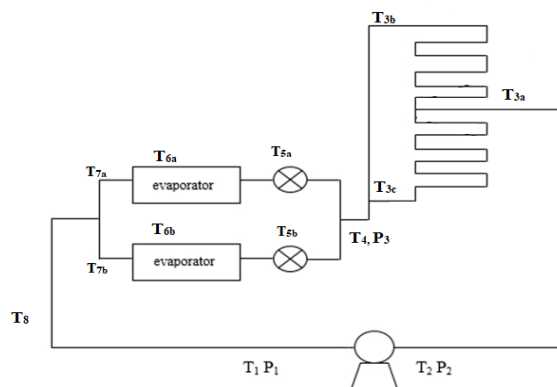 T3b
T3a
T6a
T5a
T7a
evaporator
T3c
T6b
T5b
T4, P3
T7b
evaporator
T8
T1 P1
T2 P2